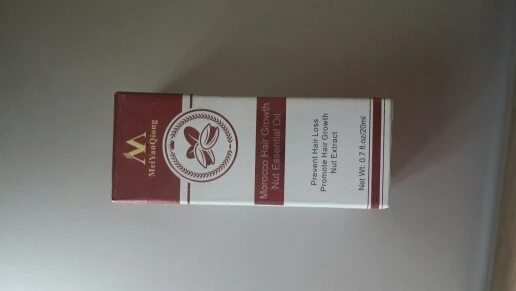 MeiYanQiong
Morocco Hair Growth
Nut Essential Oil
Prevent Hair Loss
Promote Hair Growth
Nut Extract
Net Wt. 0.7 fl.oz/20ml